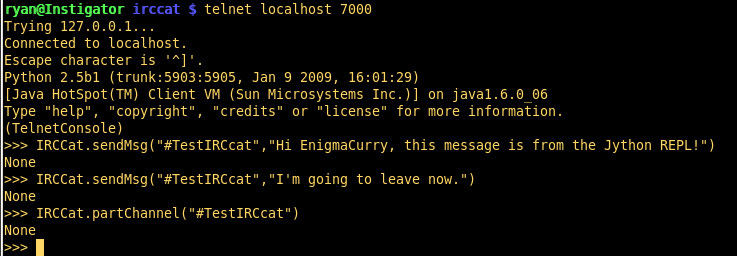 ryan@Instigator irccat $ telnet localhost 7000
Trying 127.0.0.1...
Connected to localhost.
Escape character is '^]'.
Python 2.5b1 (trunk:5903:5905, Jan 9 2009, 16:01:29)
[Java HotSpot(TM) Client VM (Sun Microsystems Inc.)] on java1.6.0_06
Type "help", "copyright", "credits" or "license" for more information.
(TelnetConsole)
>>> IRCCat.sendMsg("#TestIRCcat","Hi EnigmaCurry, this message is from the Jython REPL!")
None
>>> IRCCat.sendMsg("#TestIRCcat","I'm going to leave now.")
None
>>> IRCCat.partChannel("#TestIRCcat")
None
>>>